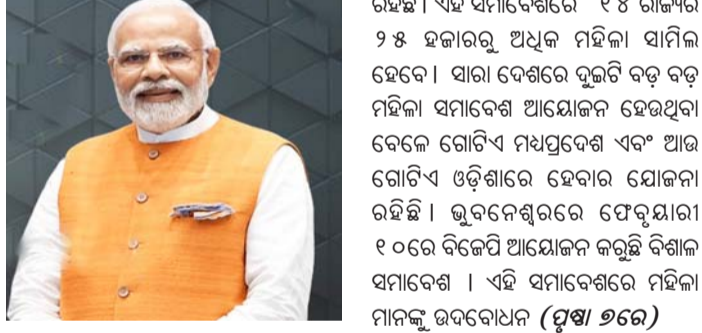 ରହିଛି। ଏହି ସମାବେଶରେ ୧୪ ରାଜ୍ୟର
୨୫ ହଜାରରୁ ଅଧିକ ମହିଳା ସାମିଲ
ହେବେ। ସାରା ଦେଶରେ ଦୁଇଟି ବଡ଼ ବଡ଼
ମହିଳା ସମାବେଶ ଆୟୋଜନ ହେଉଥିବା
ବେଳେ ଗୋଟିଏ ମଧ୍ୟପ୍ରଦେଶ ଏବଂ ଆଉ
ଗୋଟିଏ ଓଡ଼ିଶାରେ ହେବାର ଯୋଜନା
ରହିଛି। ଭୁବନେଶ୍ୱରରେ ଫେବୃୟାରୀ
୧୦ରେ ବିଜେପି ଆୟୋଜନ କରୁଛି ବିଶାଳ
ସମାବେଶ । ଏହି ସମାବେଶରେ ମହିଳା
ମାନଙ୍କୁ ଉଦବୋଧନ (ପୃଷ୍ଠା ୭ରେ)